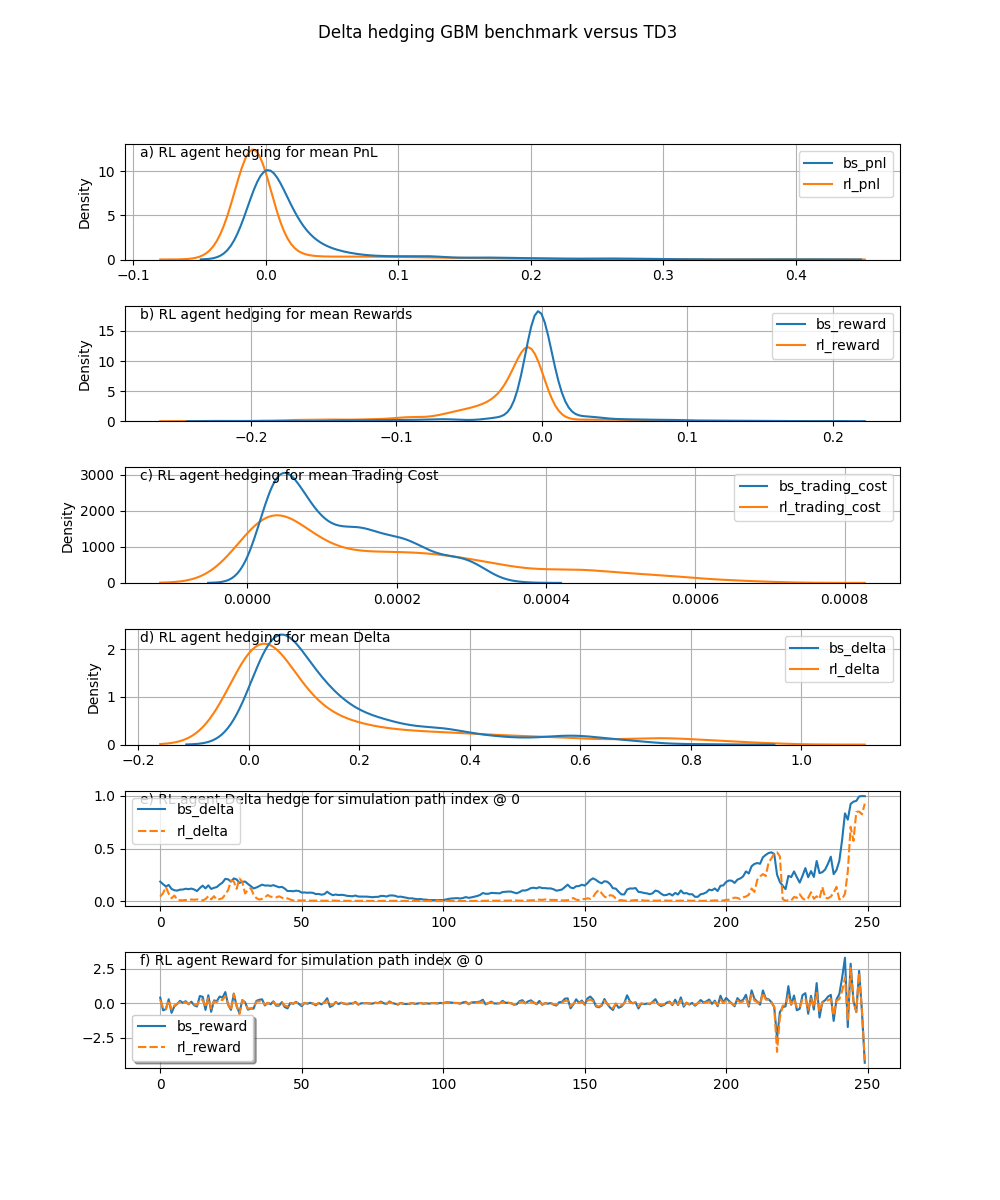 Delta hedging GBM benchmark versus TD3
a) RL agent hedging for mean PnL
bs_pnl
rl_pnl
Density
10
5
0
−0.1 0.0 0.1 0.2 0.3 0.4
b) RL agent hedging for mean Rewards
bs_reward
rl_reward
Density
15
10
5
0
−0.2 −0.1 0.0 0.1 0.2
c) RL agent hedging for mean Trading Cost
bs_trading_cost
rl_trading_cost
Density
3000
2000
1000
0
0.0000 0.0002 0.0004 0.0006 0.0008
d) RL agent hedging for mean Delta
bs_delta
rl_delta
Density
2
1
0
−0.2 0.0 0.2 0.4 0.6 0.8 1.0
e) RL agent Delta hedge for simulation path index @ 0
bs_delta
rl_delta
1.0
0.5
0.0
0 50 100 150 200 250
f) RL agent Reward for simulation path index @ 0
bs_reward
rl_reward
2.5
0.0
−2.5
0 50 100 150 200 250